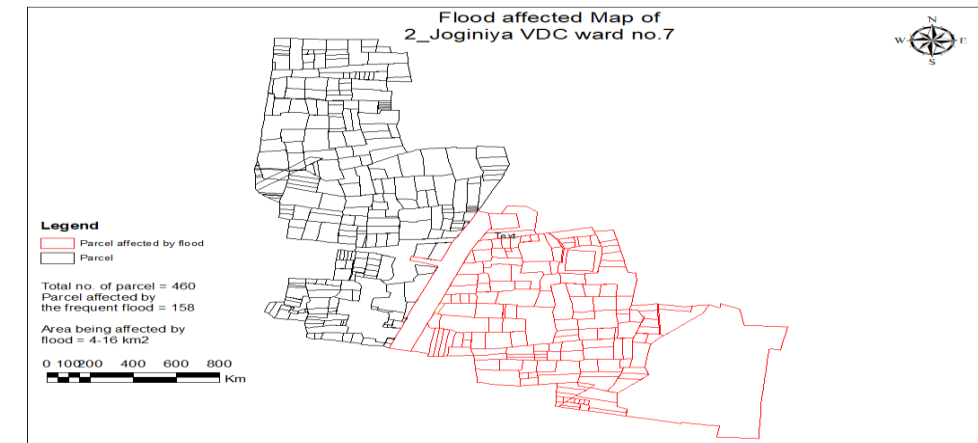 Flood affected Map of
2_Joginiya VDC ward no.7
N
W E
S
Text
Legend
Parcel affected by flood
Parcel
Total no. of parcel = 460
Parcel affected by
the frequent flood = 158
Area being affected by
flood = 4-16 km2
0 100200 400 600 800
Km